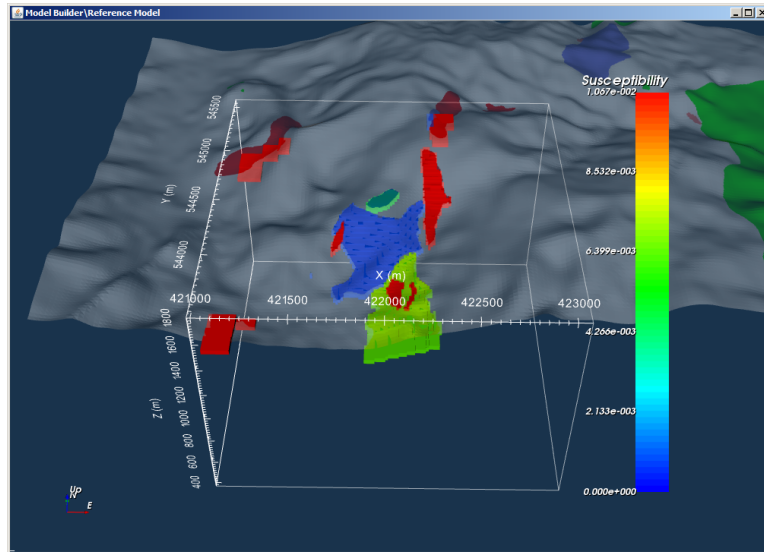 Model Builder\Reference Model
Susceptibility
1.067e-002
8.532e-003
6.399e-003
4.266e-003
2.133e-003
0.000e+000
545500
545000
Y (m)
544500
544000
X (m)
421000
421500
422000
422500
423000
1800
1600
1400
1200
Z (m)
1000
800
600
400
Up
N
E